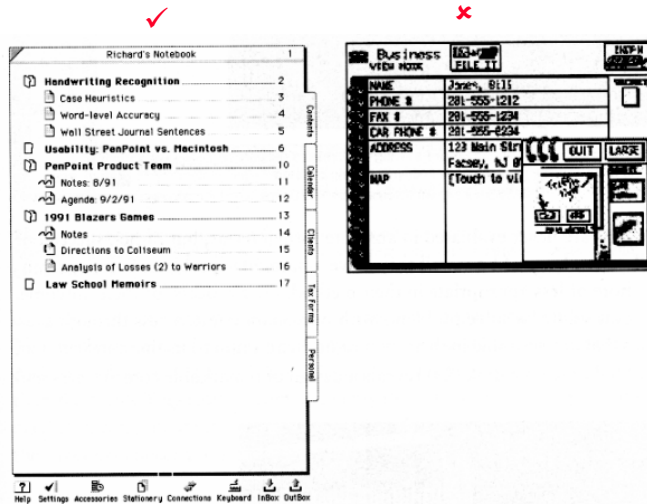 Richard's Notebook 1
Handwriting Recognition 2
Case Heuristics 3
Word-level Accuracy 4
Wall Street Journal Sentences 5
Usability: PenPoint vs. Macintosh 6
PenPoint Product Team 10
Notes: 8/91 11
Agenda: 9/2/91 12
1991 Blazers Games 13
Notes 14
Directions to Coliseum 15
Analysis of Losses (2) to Warriors 16
Law School Memoirs 17
Contents
Calendar
Clients
Tax Forms
Personal
Help Settings Accessories Stationery Connections Keyboard InBox OutBox
Business
VIEW MODE
FILE IT
NAME Jones, Bill
PHONE # 201-555-1212
FAX # 201-555-1234
CAR PHONE # 201-555-6234
ADDRESS 123 Main Str
QUIT LARGE
MAP (Touch to vi